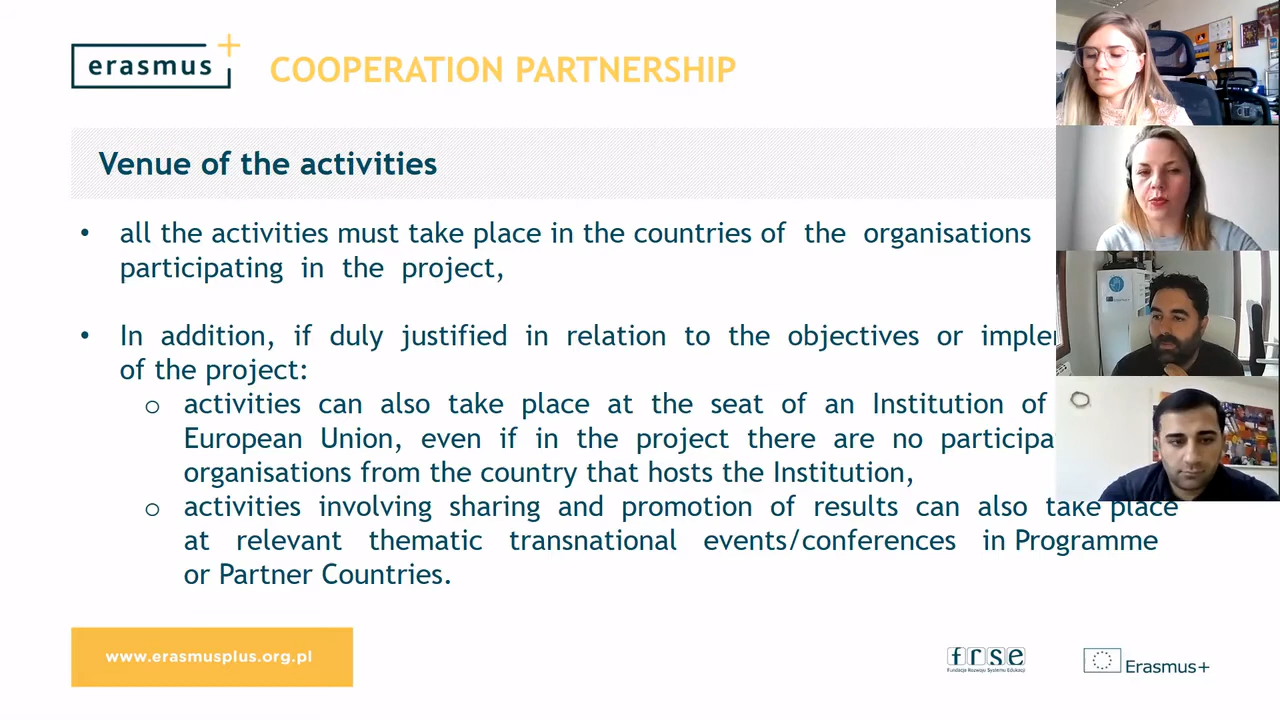 erasmus+
COOPERATION PARTNERSHIP
Venue of the activities
• all the activities must take place in the countries of the organisations
participating in the project,
• In addition, if duly justified in relation to the objectives or imple
of the project:
o activities can also take place at the seat of an Institution of
European Union, even if in the project there are no participa
organisations from the country that hosts the Institution,
o activities involving sharing and promotion of results can also take place
at relevant thematic transnational events/conferences in Programme
or Partner Countries.
www.erasmusplus.org.pl
frse
Fundacja Rozwoju Systemu Edukacji
Erasmus+